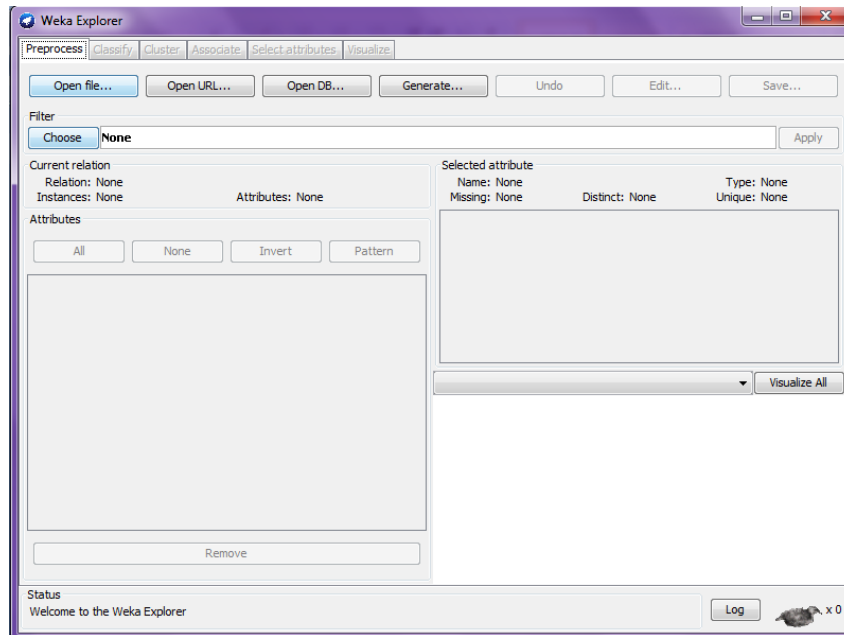 Weka Explorer
Preprocess Classify Cluster Associate Select attributes Visualize
Open file... Open URL... Open DB... Generate... Undo Edit... Save...
Filter
Choose None Apply
Current relation
Relation: None
Instances: None Attributes: None
Selected attribute
Name: None Type: None
Missing: None Distinct: None Unique: None
Attributes
All None Invert Pattern
Visualize All
Remove
Status
Welcome to the Weka Explorer
Log x 0